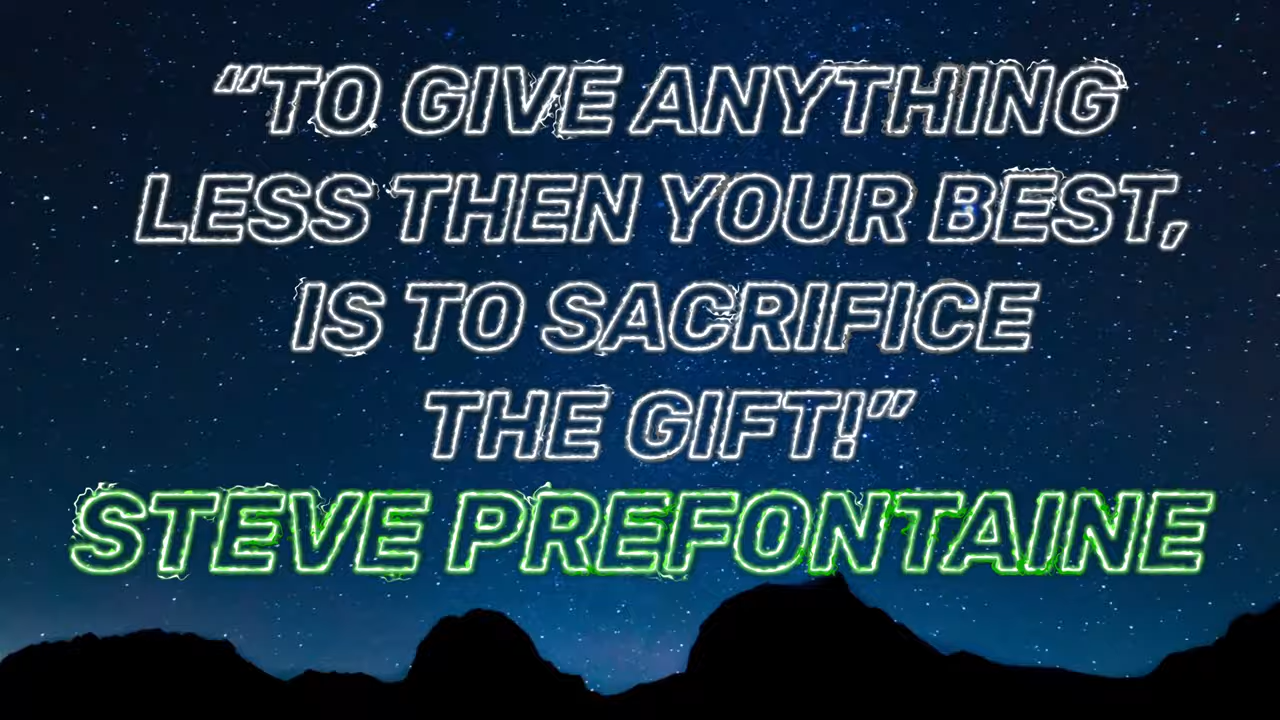 “TO GIVE ANYTHING
LESS THEN YOUR BEST,
IS TO SACRIFICE
THE GIFT!”
STEVE PREFONTAINE